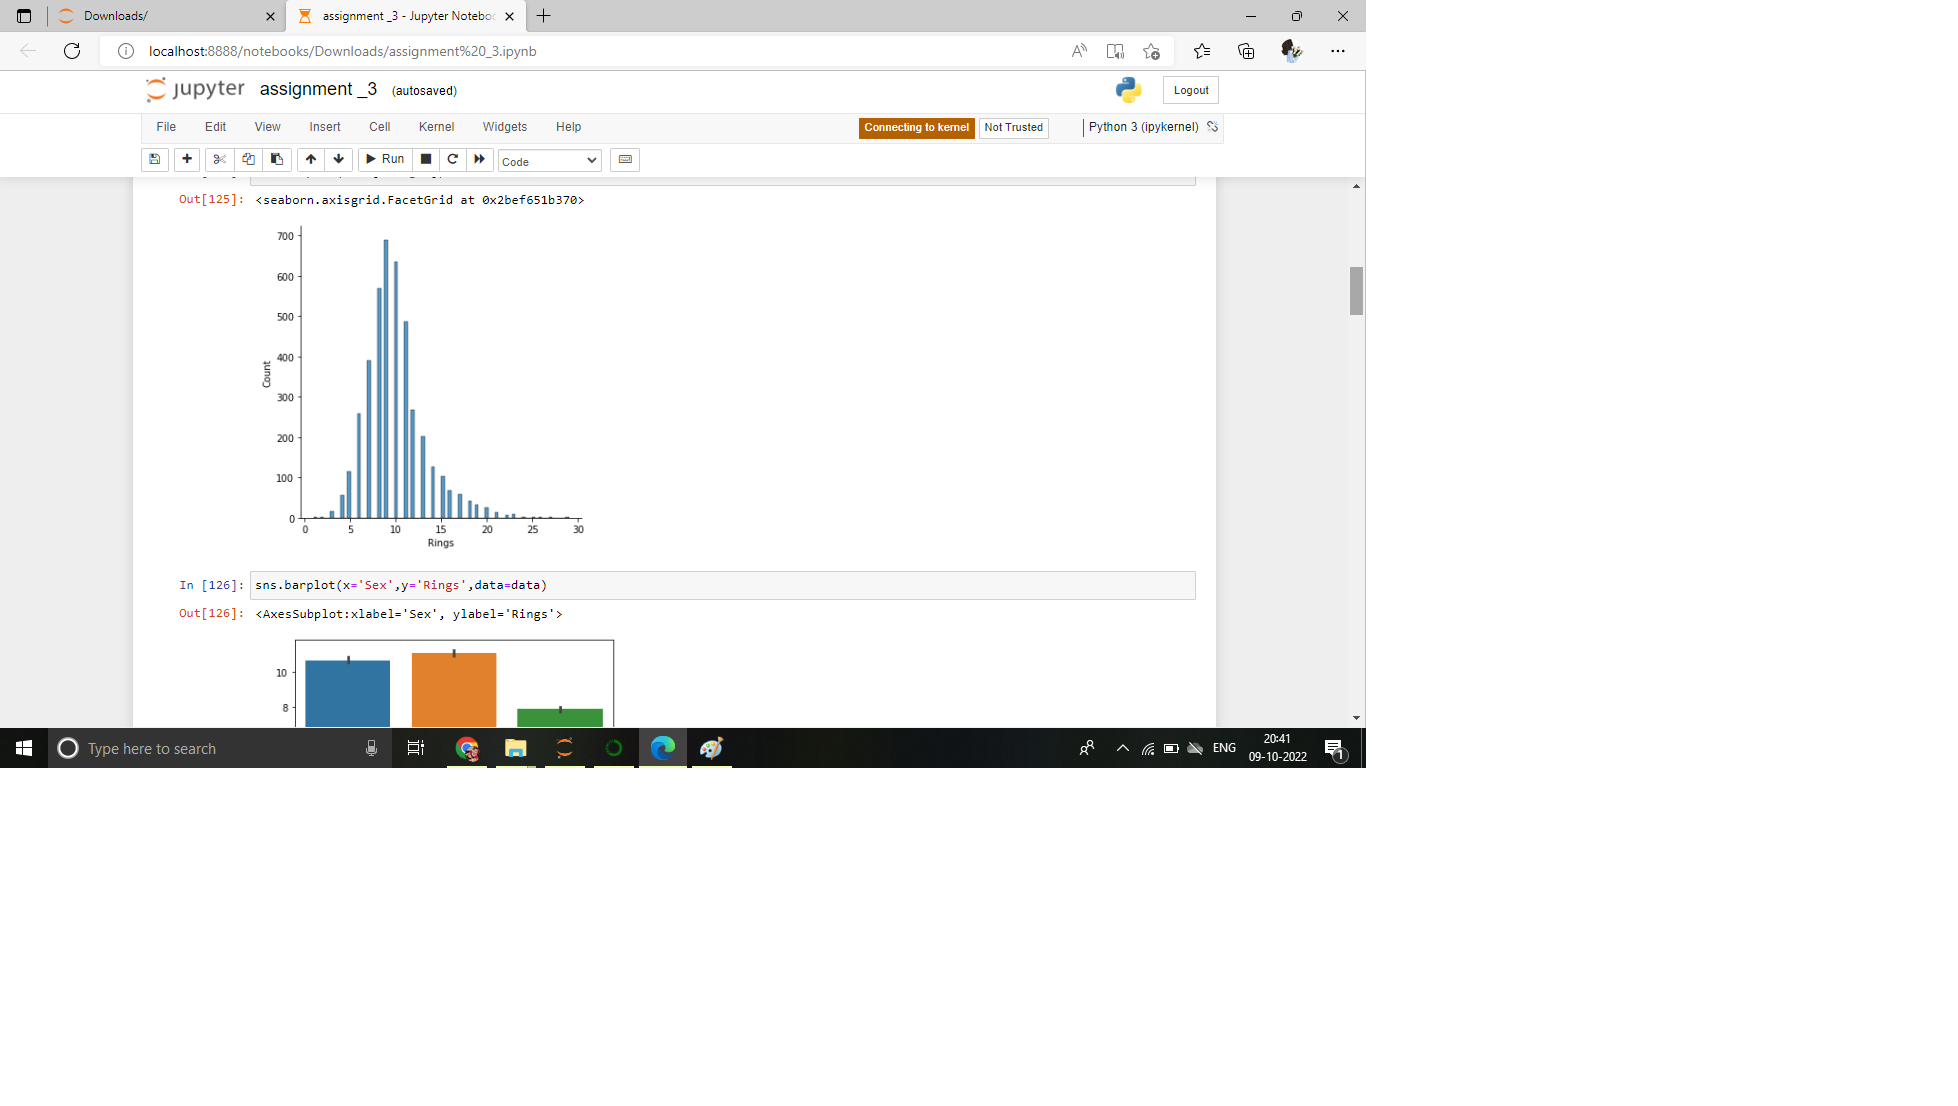 Downloads/
assignment _3 - Jupyter Noteboo
localhost:8888/notebooks/Downloads/assignment%20_3.ipynb
jupyter assignment _3 (autosaved)
Logout
File Edit View Insert Cell Kernel Widgets Help
Connecting to kernel Not Trusted Python 3 (ipykernel)
Run Code
Out[125]: <seaborn.axisgrid.FacetGrid at 0x2bef651b370>
700
600
500
400
300
200
100
0
Count
0 5 10 15 20 25 30
Rings
In [126]: sns.barplot(x='Sex',y='Rings',data=data)
Out[126]: <AxesSubplot:xlabel='Sex', ylabel='Rings'>
10
8
Type here to search
ENG
20:41
09-10-2022
1